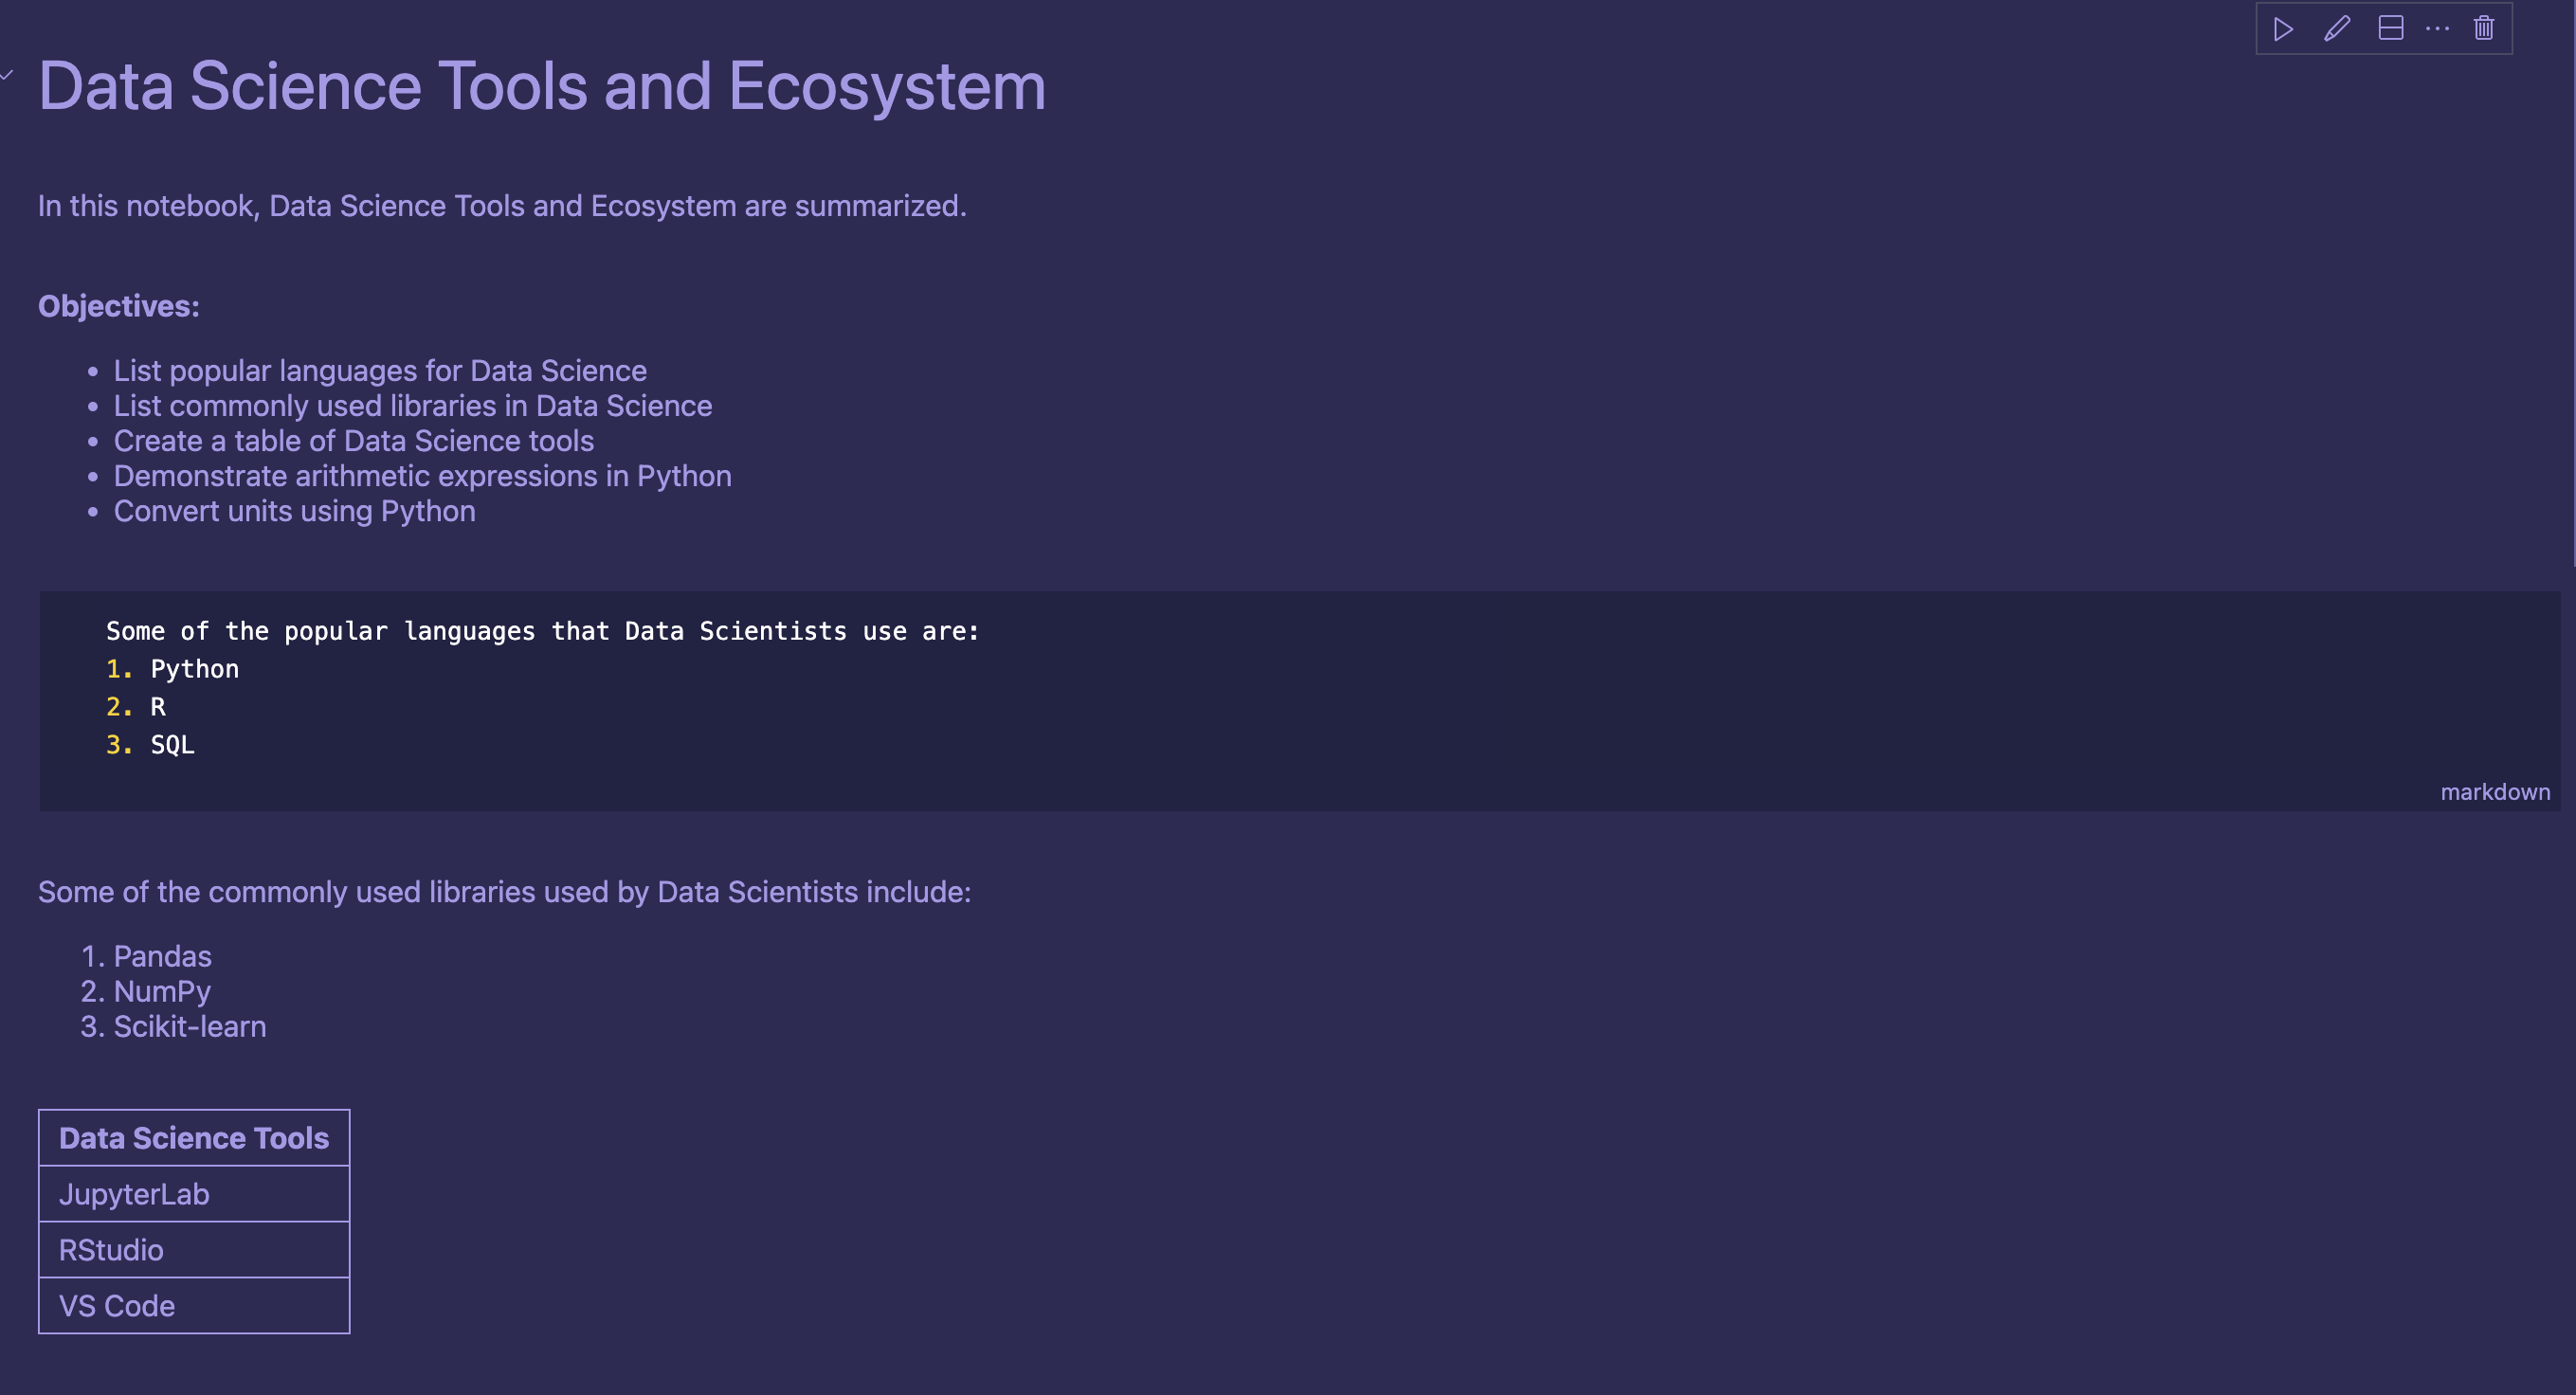 Data Science Tools and Ecosystem
In this notebook, Data Science Tools and Ecosystem are summarized.
Objectives:
• List popular languages for Data Science
• List commonly used libraries in Data Science
• Create a table of Data Science tools
• Demonstrate arithmetic expressions in Python
• Convert units using Python
Some of the popular languages that Data Scientists use are:
1. Python
2. R
3. SQL
markdown
Some of the commonly used libraries used by Data Scientists include:
1. Pandas
2. NumPy
3. Scikit-learn
Data Science Tools
JupyterLab
RStudio
VS Code